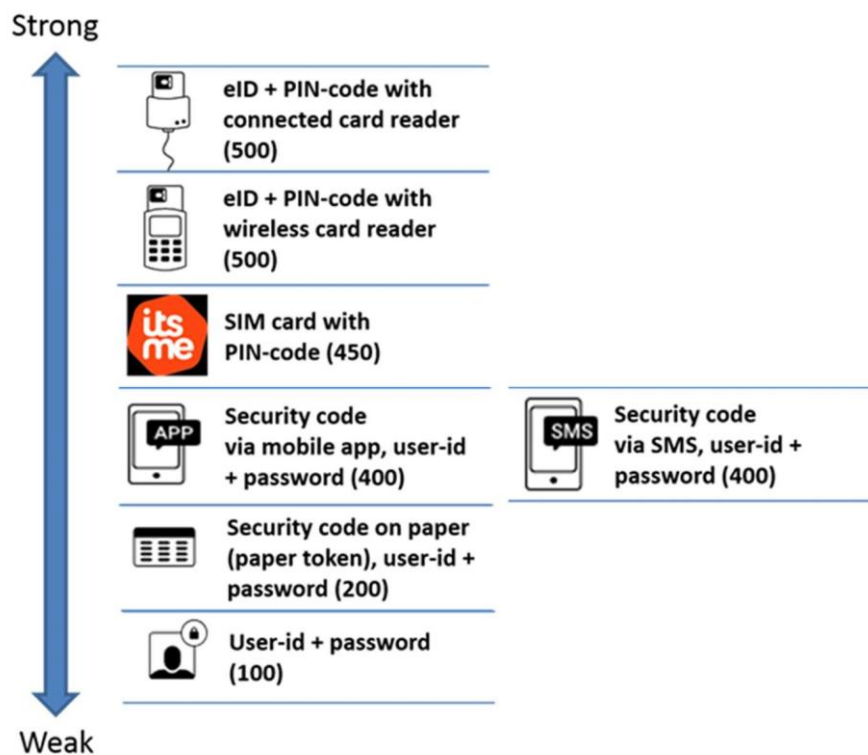 Strong
eID + PIN-code with
connected card reader
(500)
eID + PIN-code with
wireless card reader
(500)
its
me
SIM card with
PIN-code (450)
APP
Security code
via mobile app, user-id
+ password (400)
SMS
Security code
via SMS, user-id +
password (400)
Security code on paper
(paper token), user-id +
password (200)
User-id + password
(100)
Weak